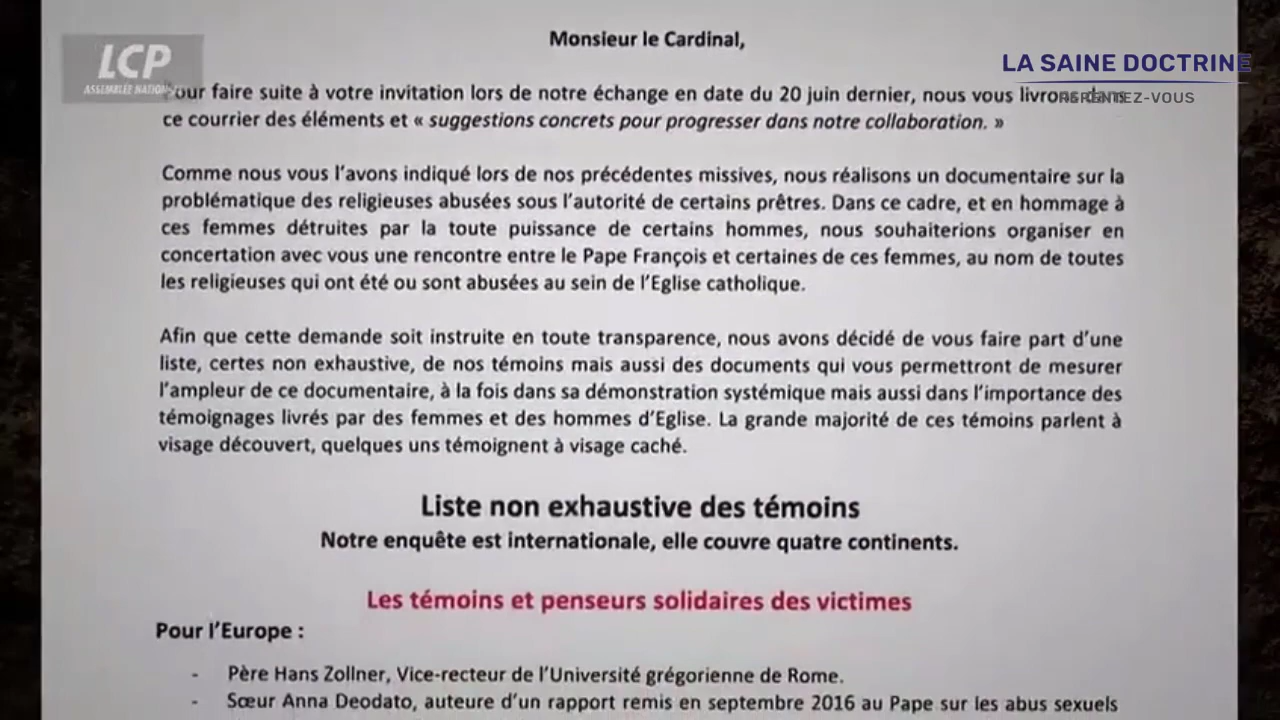 LCP
ASSEMBLÉE NATIONALE
LA SAINE DOCTRINE
REPENTEZ-VOUS
Monsieur le Cardinal,
Pour faire suite à votre invitation lors de notre échange en date du 20 juin dernier, nous vous livrons dans
ce courrier des éléments et « suggestions concrets pour progresser dans notre collaboration. »
Comme nous vous l'avons indiqué lors de nos précédentes missives, nous réalisons un documentaire sur la
problématique des religieuses abusées sous l'autorité de certains prêtres. Dans ce cadre, et en hommage à
ces femmes détruites par la toute puissance de certains hommes, nous souhaiterions organiser en
concertation avec vous une rencontre entre le Pape François et certaines de ces femmes, au nom de toutes
les religieuses qui ont été ou sont abusées au sein de l'Eglise catholique.
Afin que cette demande soit instruite en toute transparence, nous avons décidé de vous faire part d'une
liste, certes non exhaustive, de nos témoins mais aussi des documents qui vous permettront de mesurer
l'ampleur de ce documentaire, à la fois dans sa démonstration systémique mais aussi dans l'importance des
témoignages livrés par des femmes et des hommes d'Eglise. La grande majorité de ces témoins parlent à
visage découvert, quelques uns témoignent à visage caché.
Liste non exhaustive des témoins
Notre enquête est internationale, elle couvre quatre continents.
Les témoins et penseurs solidaires des victimes
Pour l'Europe :
- Père Hans Zollner, Vice-recteur de l'Université grégorienne de Rome.
- Sœur Anna Deodato, auteure d'un rapport remis en septembre 2016 au Pape sur les abus sexuels